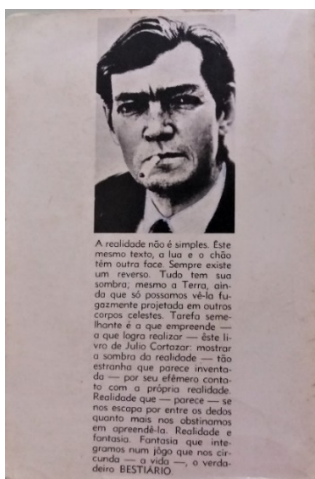 A realidade não é simples. Êste
mesmo texto, a lua e o chão
têm outra face. Sempre existe
um reverso. Tudo tem sua
sombra; mesmo a Terra, ain-
da que só possamos vê-la fu-
gazmente projetada em outros
corpos celestes. Tarefa seme-
lhante é a que empreende —
a que logra realizar — êste li-
vro de Julio Cortazar: mostrar
a sombra da realidade — tão
estranha que parece inventa-
da — por seu efêmero conta-
to com a própria realidade.
Realidade que — parece — se
nos escapa por entre os dedos
quanto mais nos obstinamos
em apreendê-la. Realidade e
fantasia. Fantasia que inte-
gramos num jôgo que nos cir-
cunda — a vida —, o verda-
deiro BESTIÁRIO.